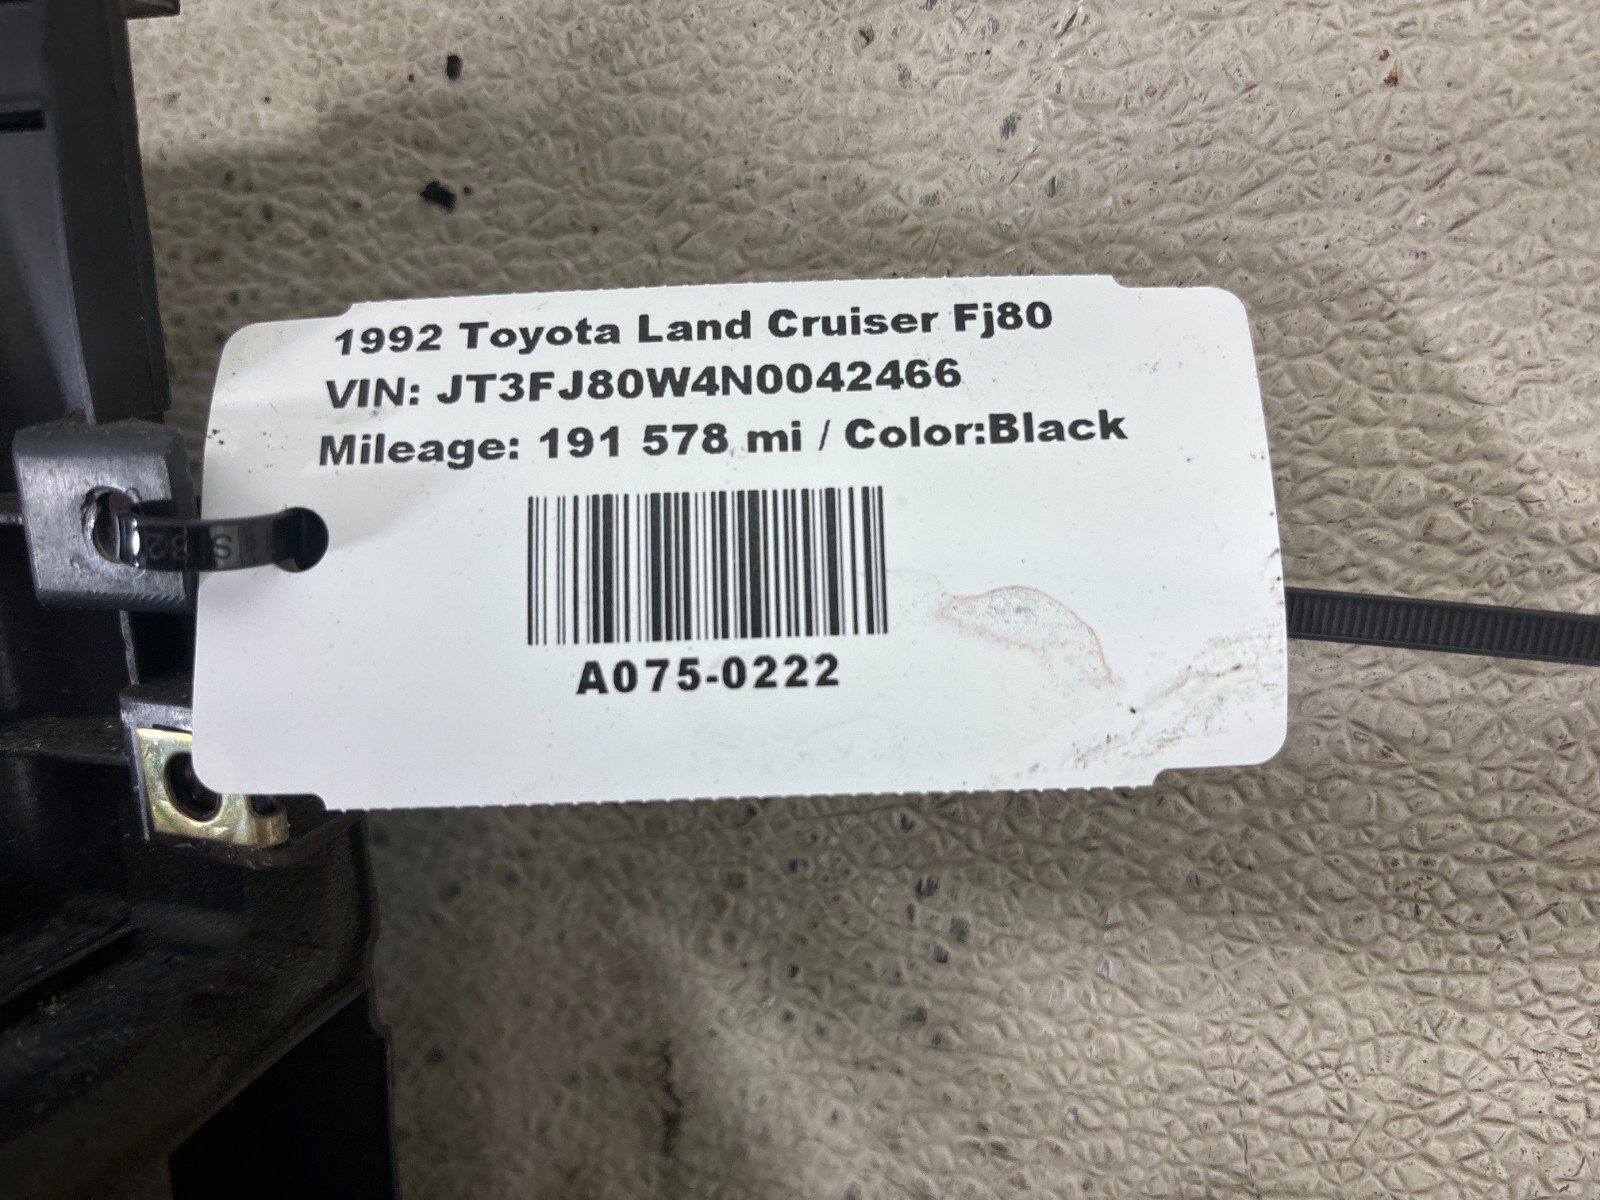 1992 Toyota Land Cruiser Fj80
VIN: JT3FJ80W4N0042466
Mileage: 191 578 mi / Color:Black
A075-0222